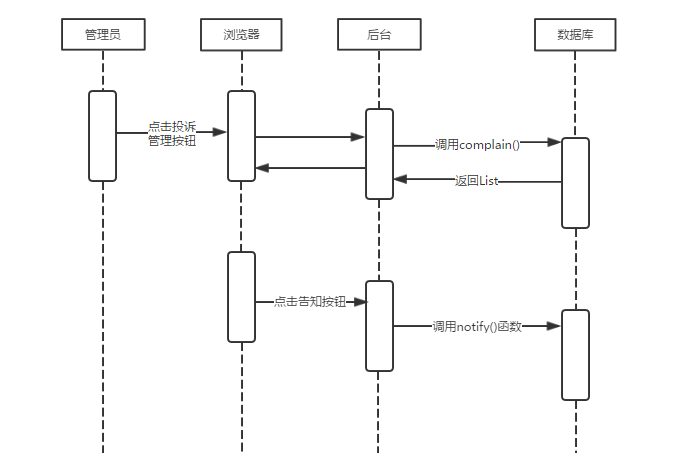 管理员
浏览器
后台
数据库
点击投诉
管理按钮
调用complain()
返回List
点击告知按钮
调用notify()函数